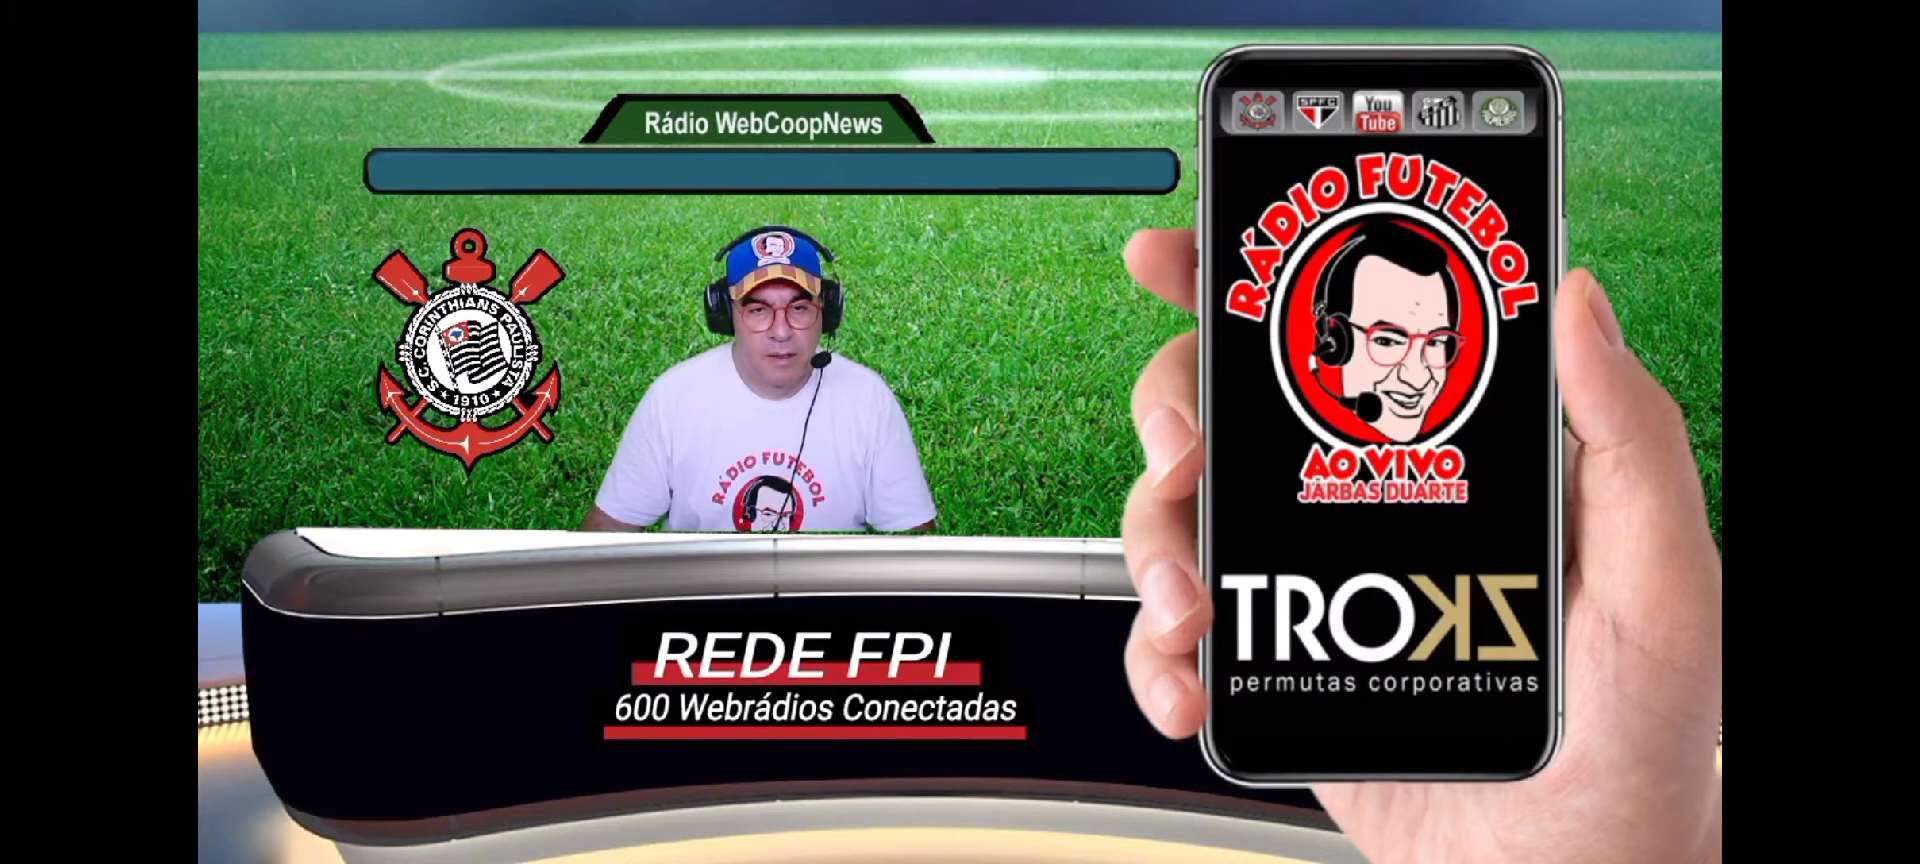 Rádio WebCoopNews
S.C. CORINTHIANS PAULISTA
1910
RÁDIO FUTEBOL
REDE FPI
600 Webrádios Conectadas
SPFC
You
Tube
RÁDIO FUTEBOL
AO VIVO
JARBAS DUARTE
TROKZ
permutas corporativas